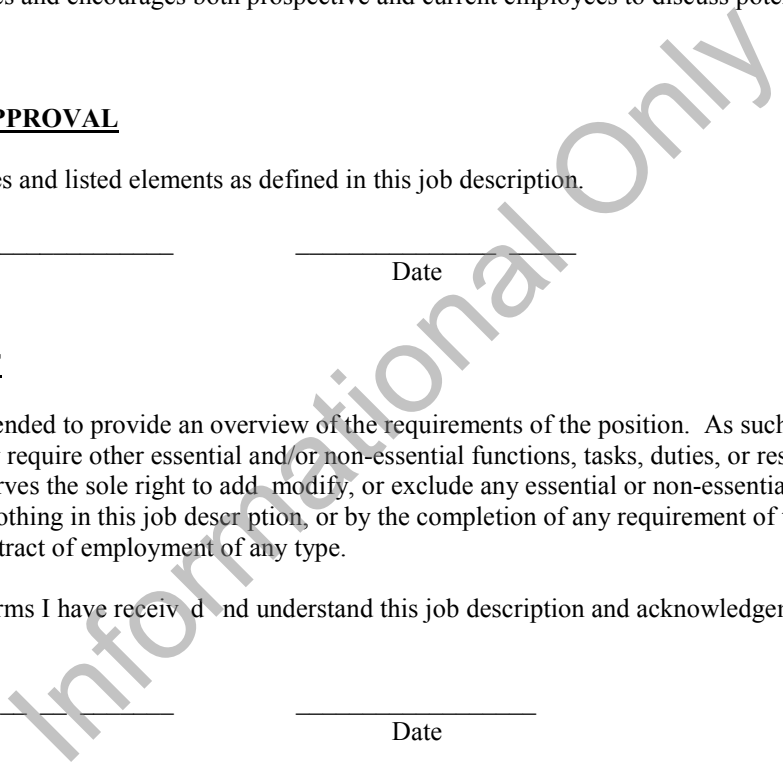 es and encourages both prospective and current employees to discuss poten
PPROVAL
es and listed elements as defined in this job description.
Date
ended to provide an overview of the requirements of the position. As such
require other essential and/or non-essential functions, tasks, duties, or res
rves the sole right to add modify, or exclude any essential or non-essentia
othing in this job descr ption, or by the completion of any requirement of
tract of employment of any type.
rms I have receiv d nd understand this job description and acknowledger
Date
Informational Only